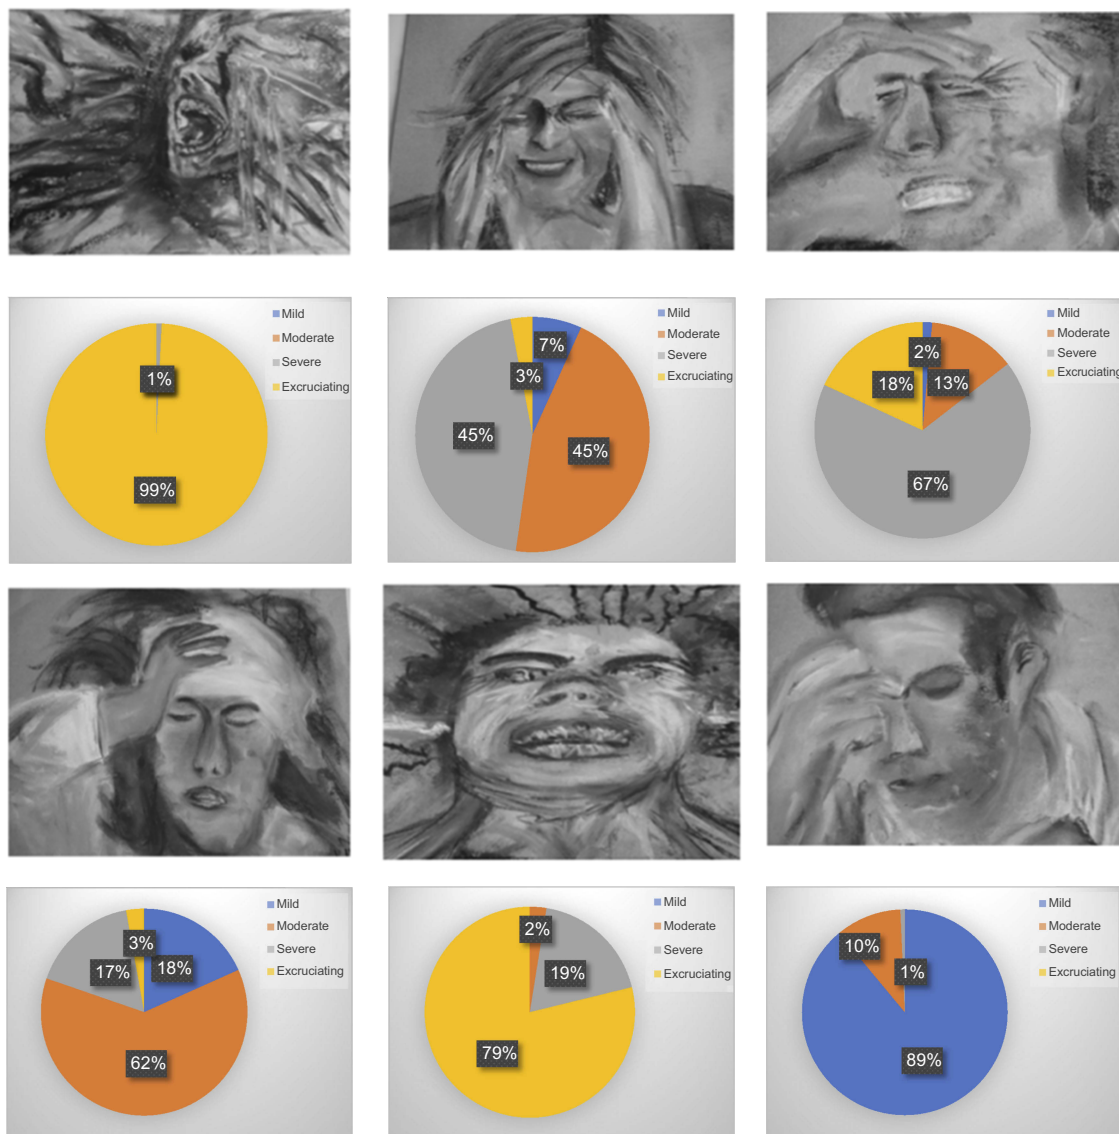 Mild
Moderate
Severe
Excruciating
1%
99%
Mild
Moderate
Severe
Excruciating
7%
3%
45%
45%
Mild
Moderate
Severe
Excruciating
2%
18%
13%
67%
Mild
Moderate
Severe
Excruciating
3%
17%
18%
62%
Mild
Moderate
Severe
Excruciating
2%
19%
79%
Mild
Moderate
Severe
Excruciating
10%
1%
89%